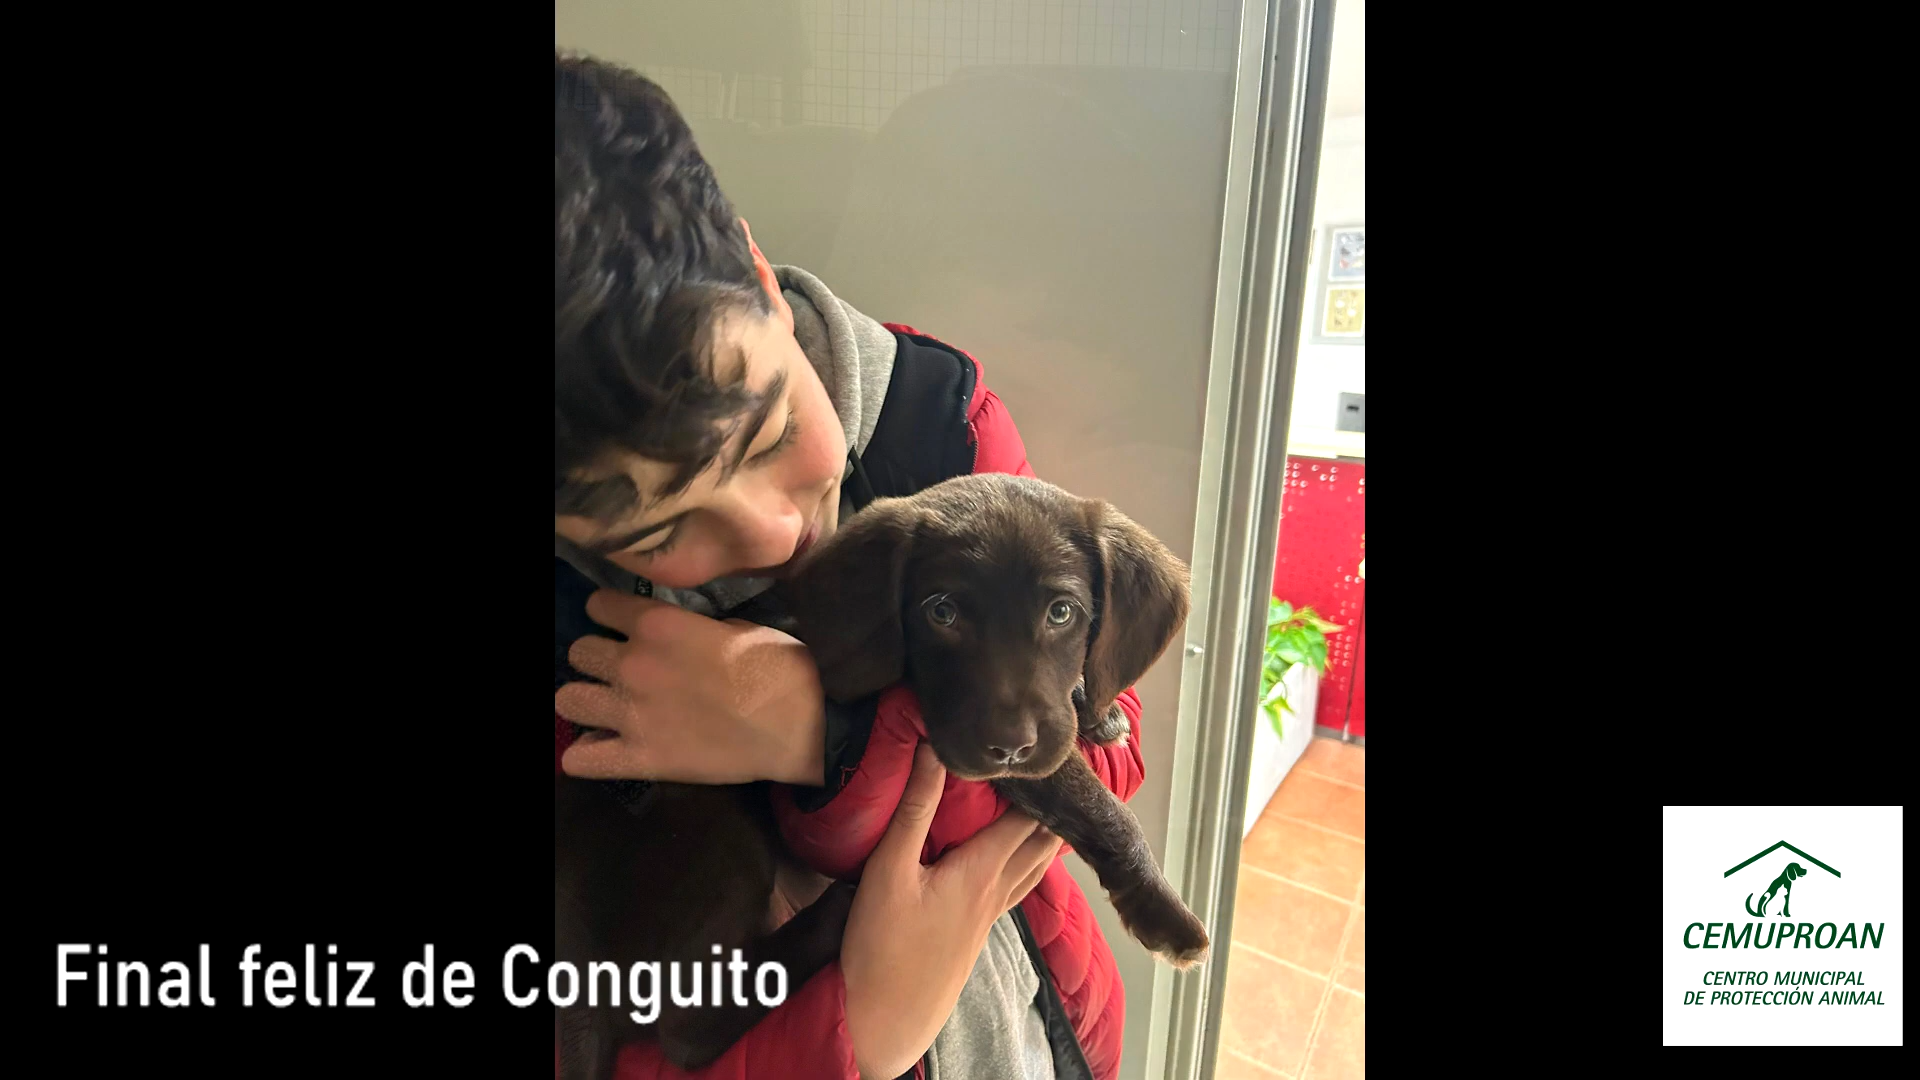 Final feliz de Conguito
CEMUPROAN
CENTRO MUNICIPAL
DE PROTECCIÓN ANIMAL